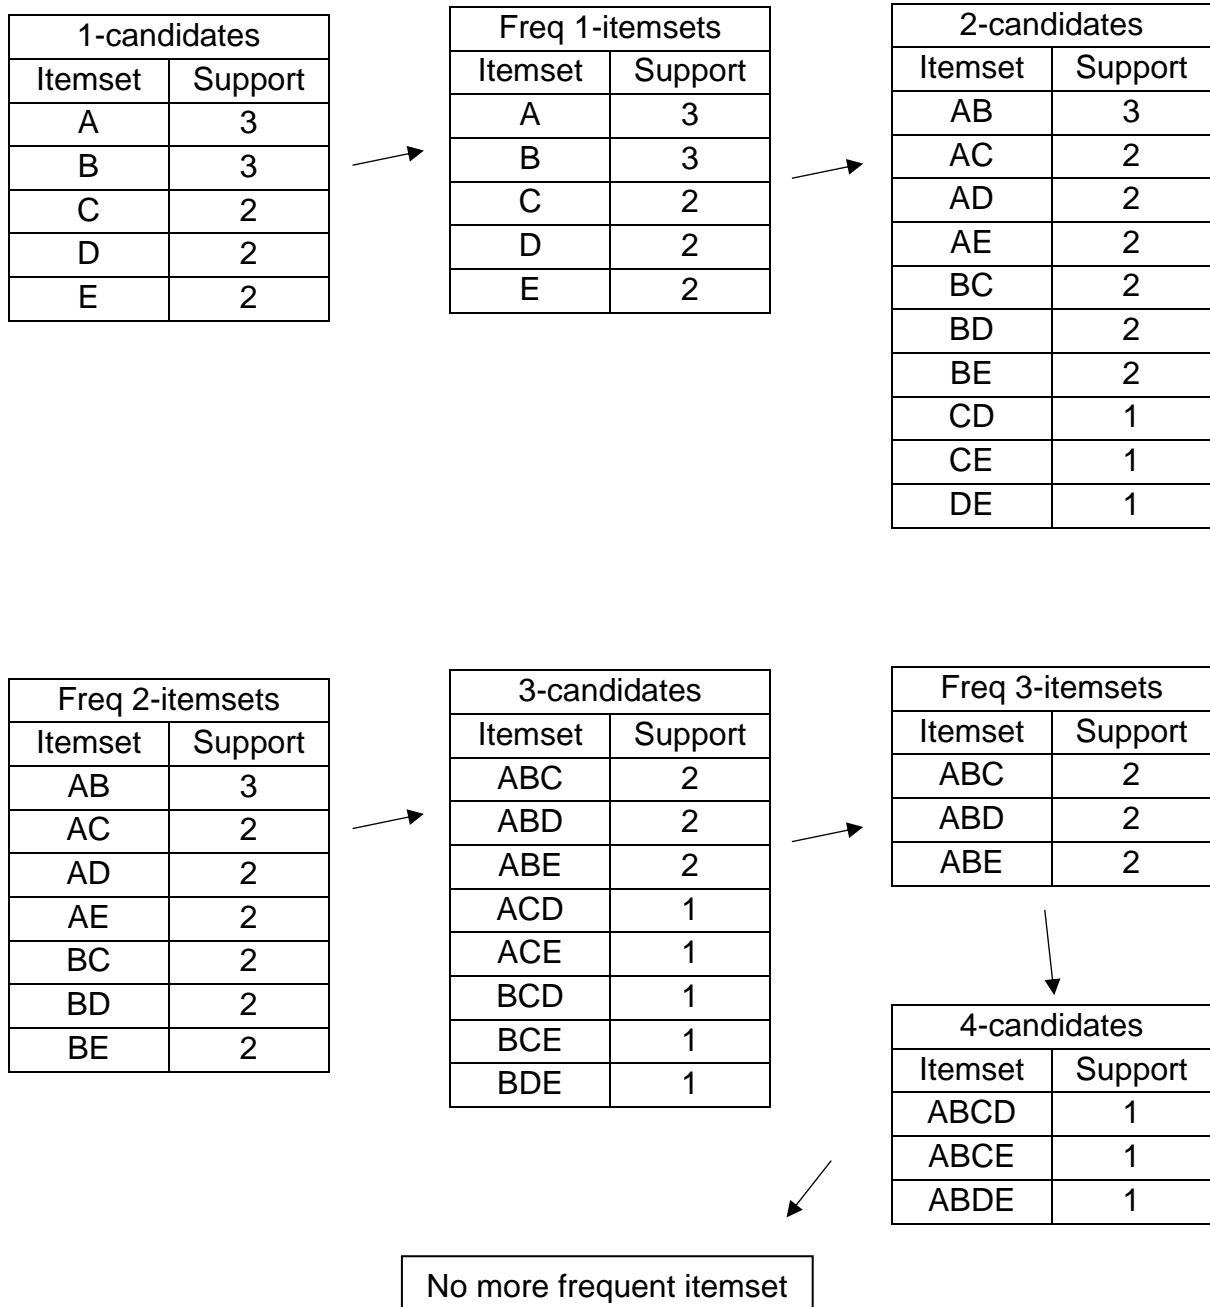 1-candidates
Itemset Support
A 3
B 3
C 2
D 2
E 2
Freq 1-itemsets
Itemset Support
A 3
B 3
C 2
D 2
E 2
2-candidates
Itemset Support
AB 3
AC 2
AD 2
AE 2
BC 2
BD 2
BE 2
CD 1
CE 1
DE 1
Freq 2-itemsets
Itemset Support
AB 3
AC 2
AD 2
AE 2
BC 2
BD 2
BE 2
3-candidates
Itemset Support
ABC 2
ABD 2
ABE 2
ACD 1
ACE 1
BCD 1
BCE 1
BDE 1
Freq 3-itemsets
Itemset Support
ABC 2
ABD 2
ABE 2
4-candidates
Itemset Support
ABCD 1
ABCE 1
ABDE 1
No more frequent itemset